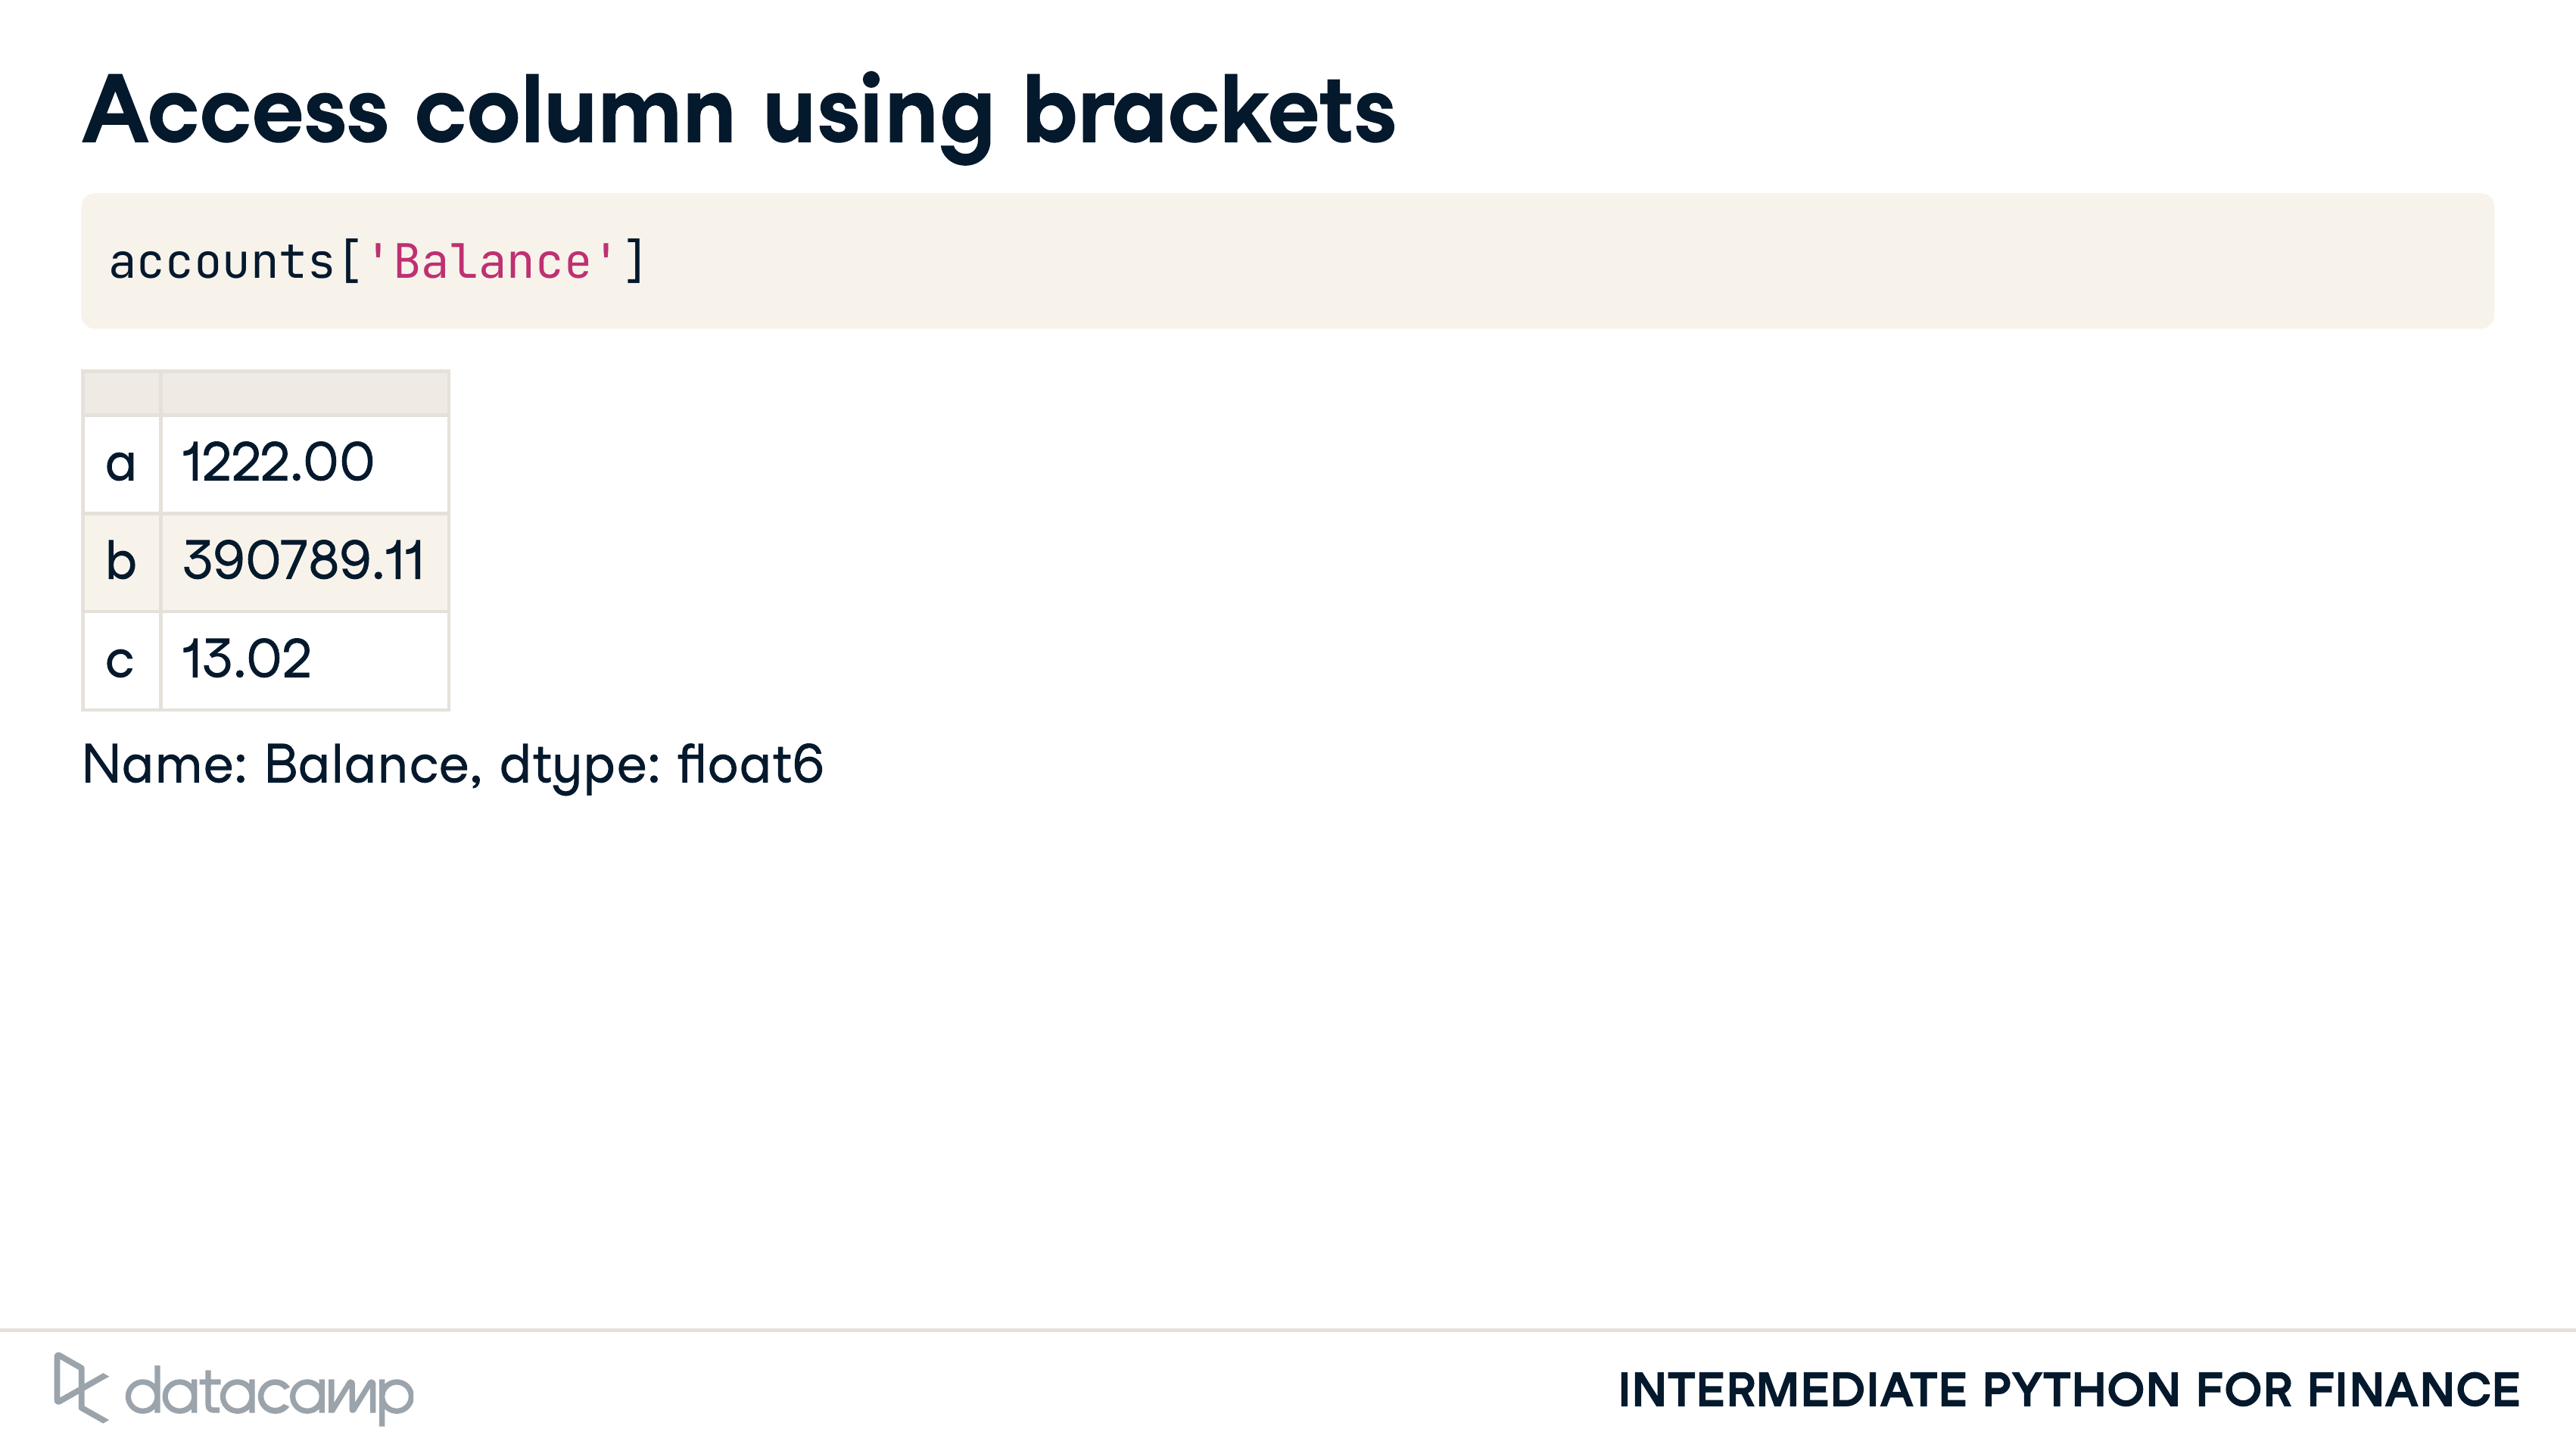 Access column using brackets
accounts['Balance']
a 1222.00
b 390789.11
c 13.02
Name: Balance, dtype: float6
datacamp
INTERMEDIATE PYTHON FOR FINANCE